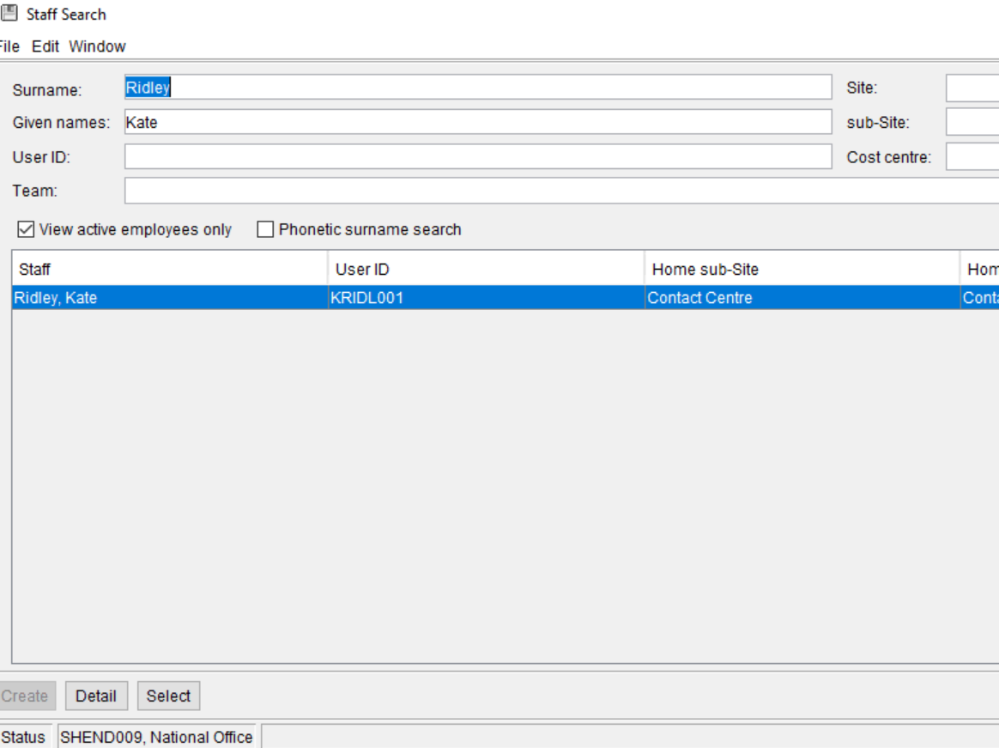 Staff Search
File Edit Window
Surname: Ridley Site:
Given names: Kate sub-Site:
User ID: Cost centre:
Team:
View active employees only Phonetic surname search
Staff User ID Home sub-Site Hom
Ridley, Kate KRIDL001 Contact Centre Conta
Create Detail Select
Status SHEND009, National Office